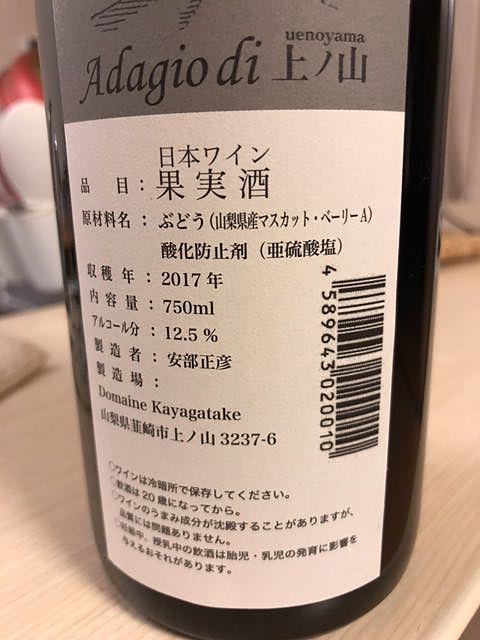 uenoyama
Adagio di 上ノ山
日本ワイン
品　目：果実酒
原材料名：ぶどう（山梨県産マスカット・ベーリーA）
酸化防止剤（亜硫酸塩）
収穫年：2017年
内容量：750ml
アルコール分：12.5％
製造者：安部正彦
製造場：
Domaine Kayagatake
山梨県韮崎市上ノ山3237-6
4589643020010
○ワインは冷暗所で保存してください。
○飲酒は20歳になってから。
○ワインのうまみ成分が沈殿することがありますが、
品質には問題ありません。
○妊娠中、授乳中の飲酒は胎児・乳児の発育に影響を
与えるおそれがあります。